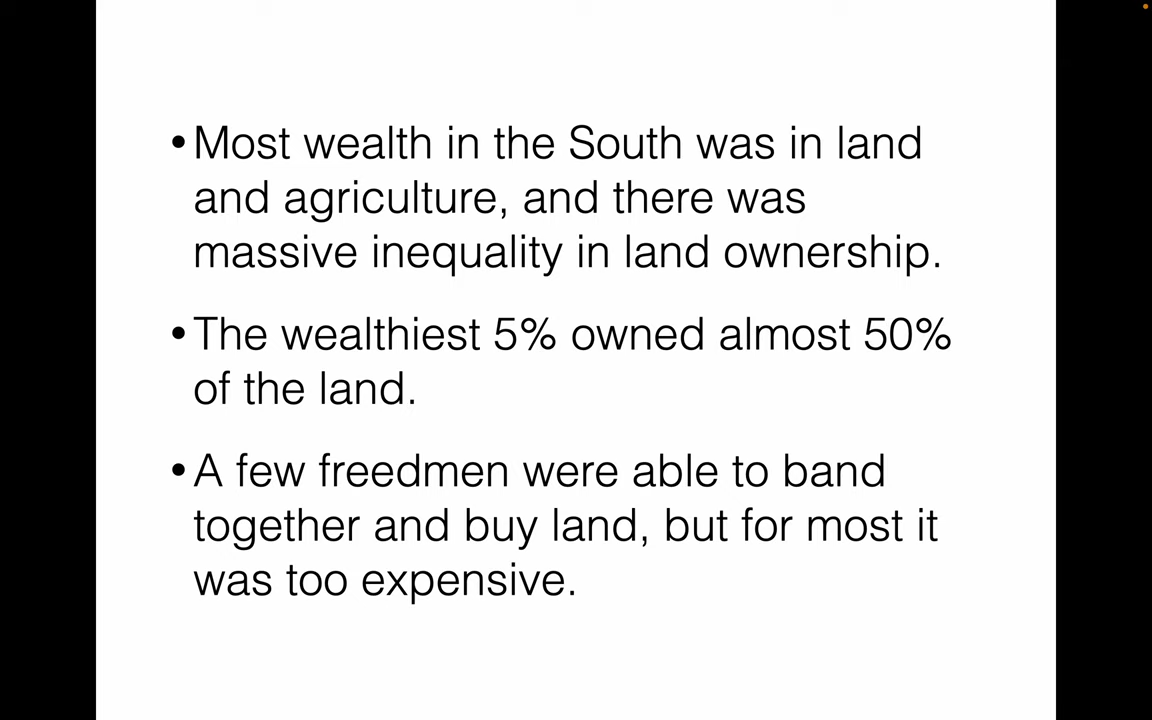 •Most wealth in the South was in land
and agriculture, and there was
massive inequality in land ownership.
•The wealthiest 5% owned almost 50%
of the land.
•A few freedmen were able to band
together and buy land, but for most it
was too expensive.